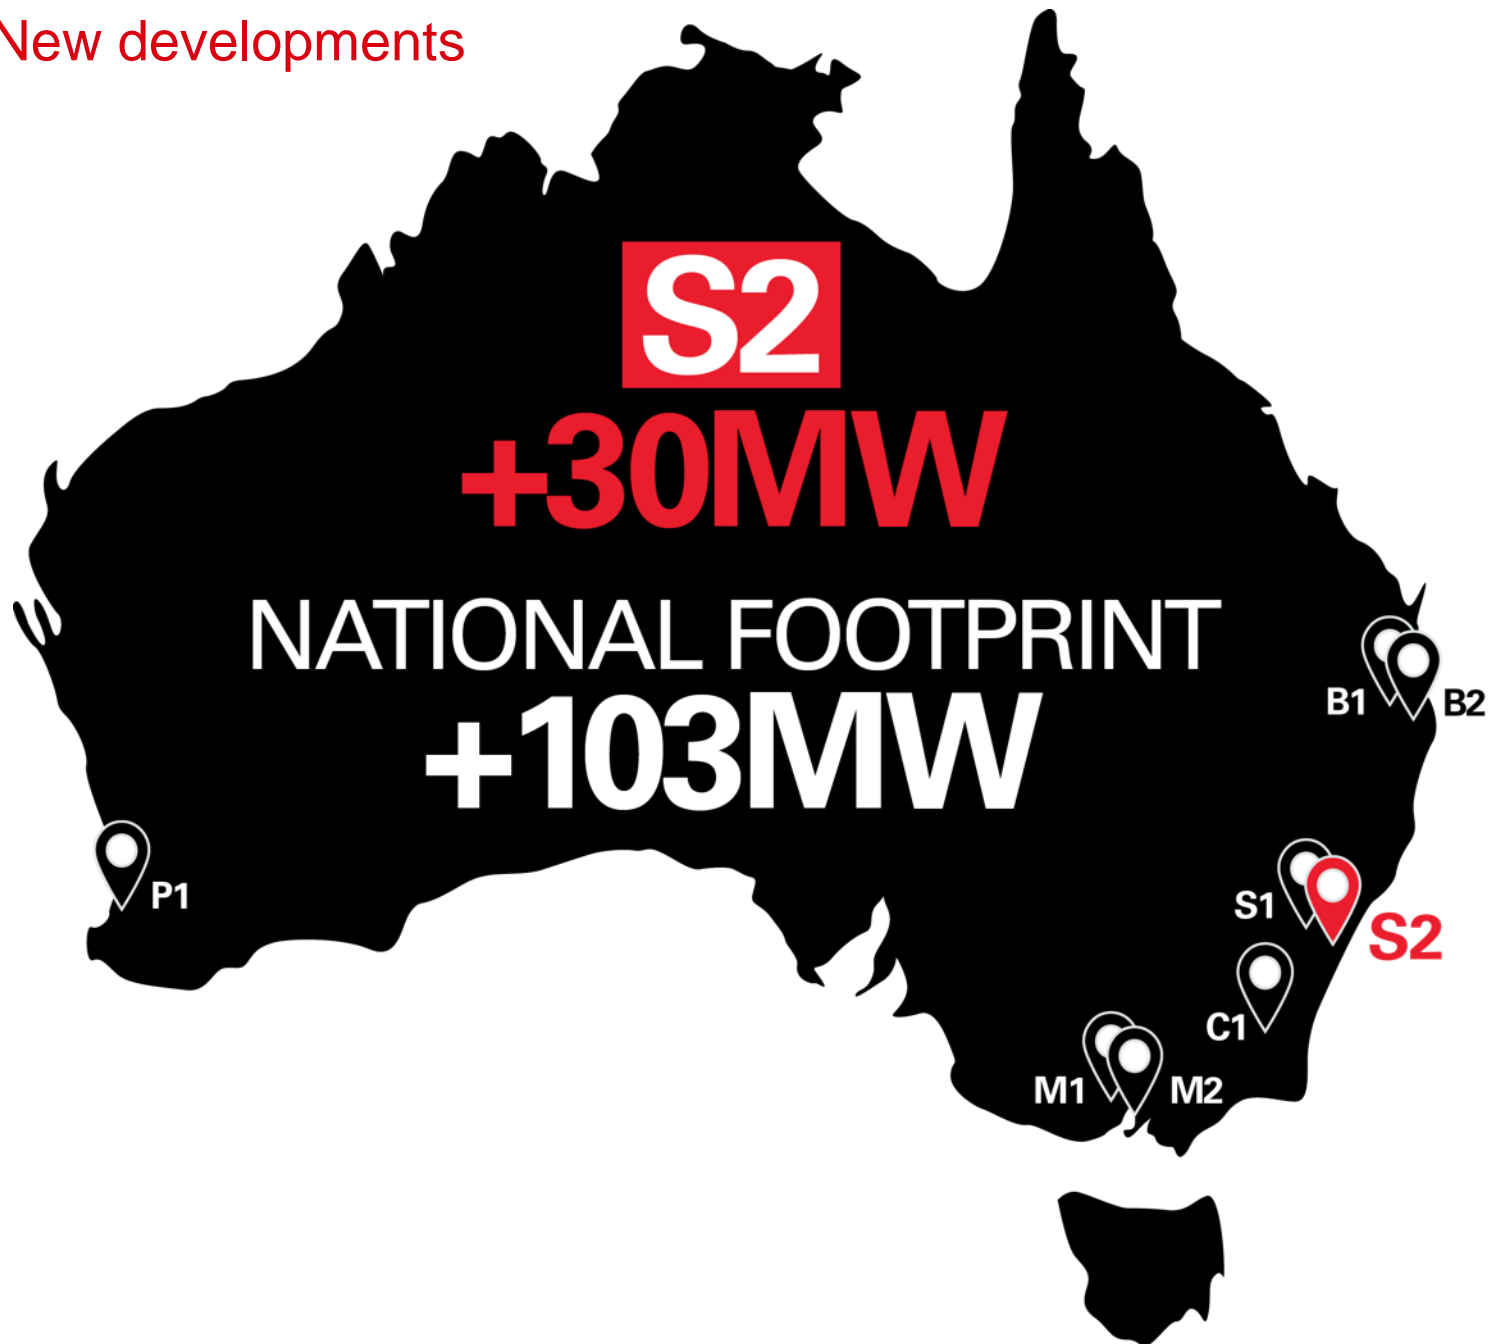 New developments
S2
+30MW
NATIONAL FOOTPRINT
+103MW
B1
B2
P1
S1
S2
C1
M1
M2